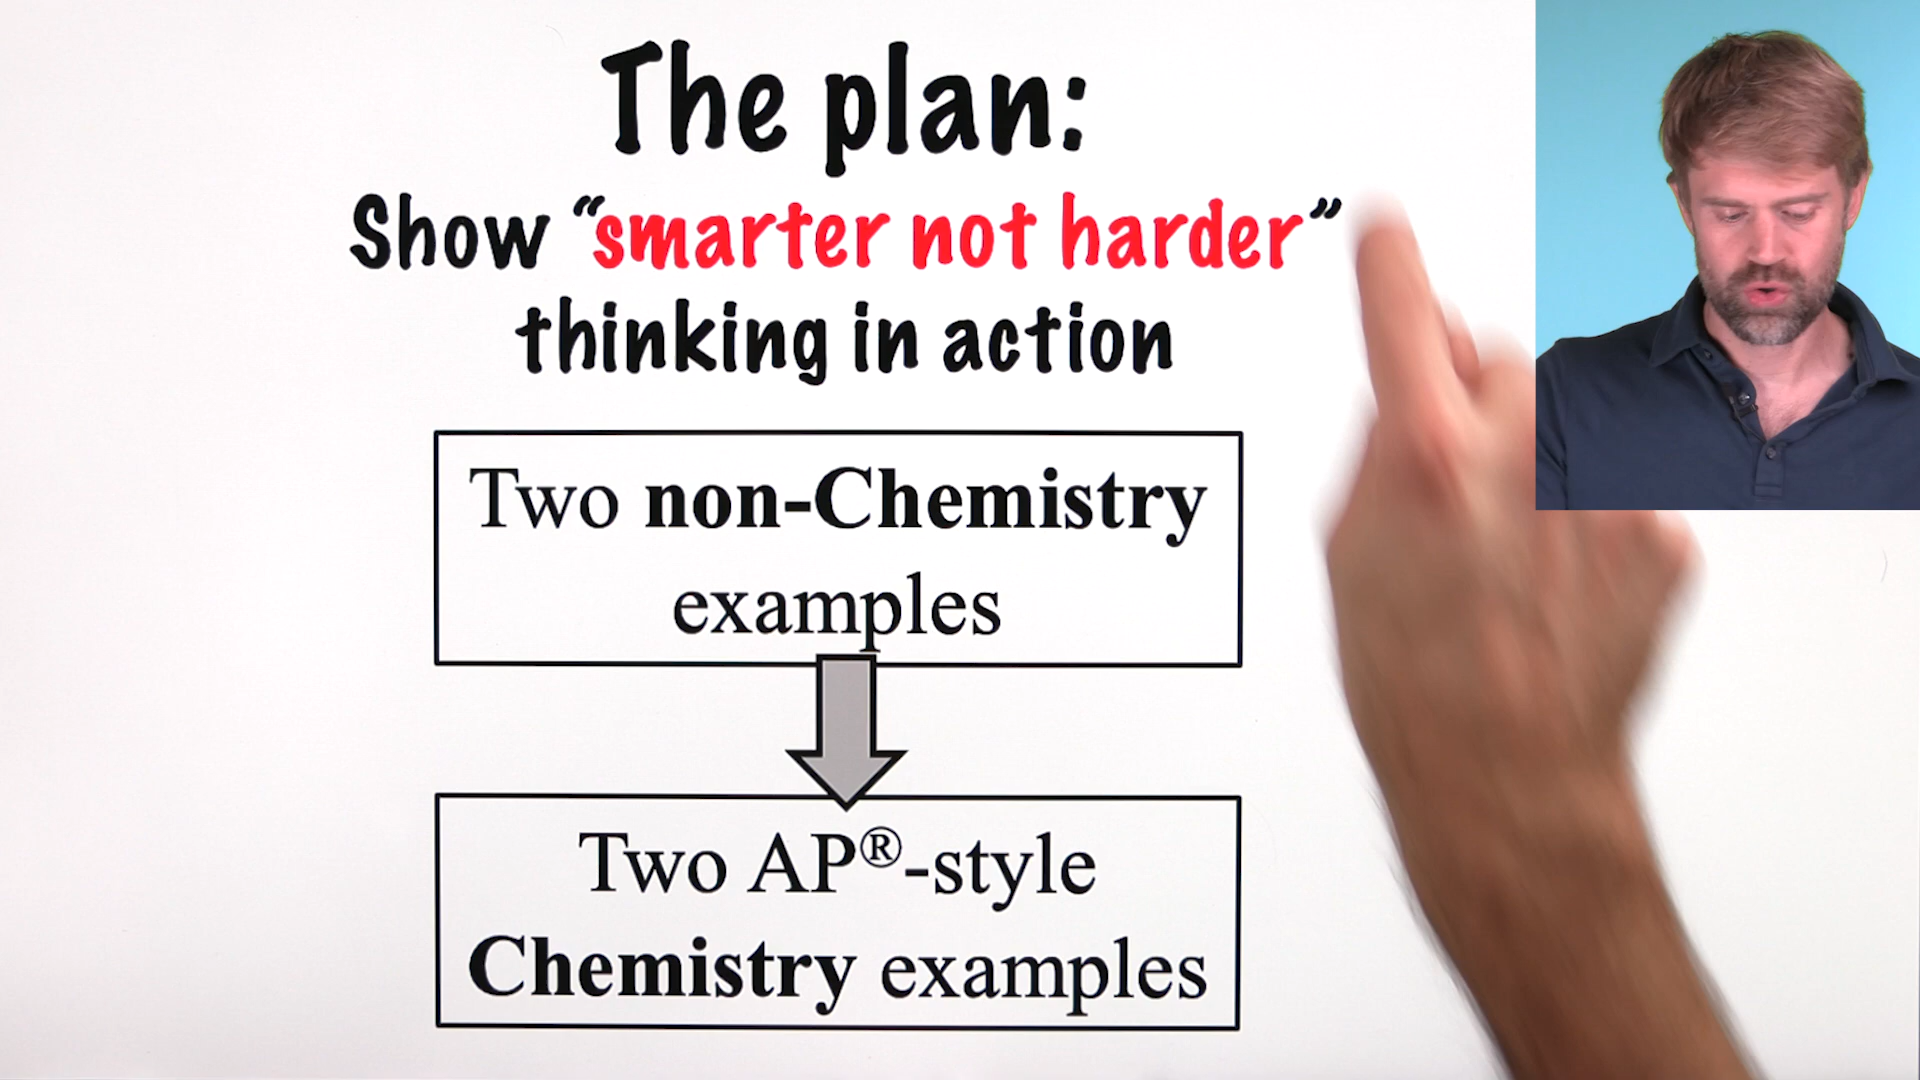 The plan:
Show “smarter not harder”
thinking in action
Two non-Chemistry
examples
Two AP®-style
Chemistry examples